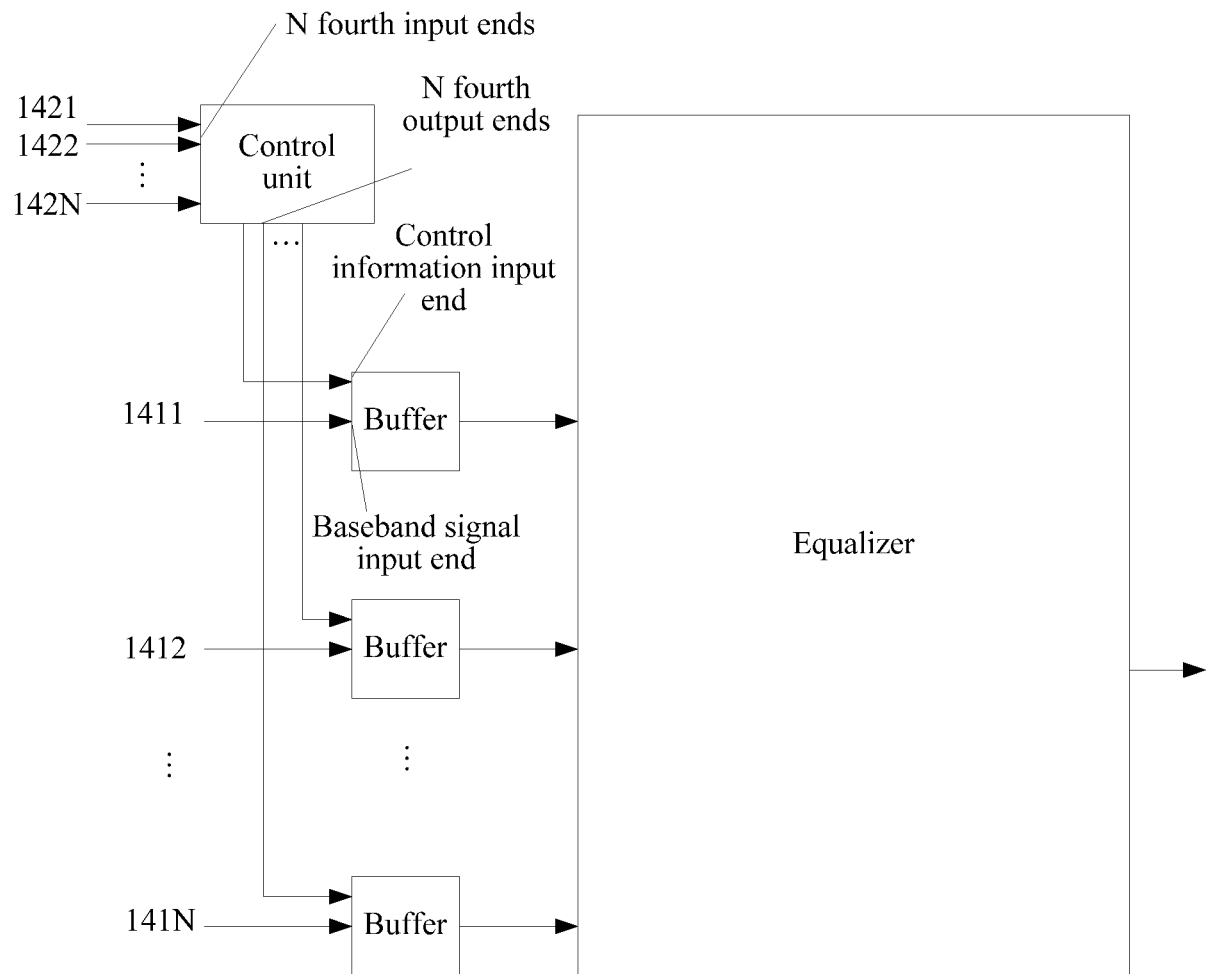 N fourth input ends
N fourth
output ends
1421
1422
⋮
142N
Control
unit
...
Control
information input
end
1411
Buffer
Baseband signal
input end
Equalizer
1412
Buffer
⋮
⋮
141N
Buffer